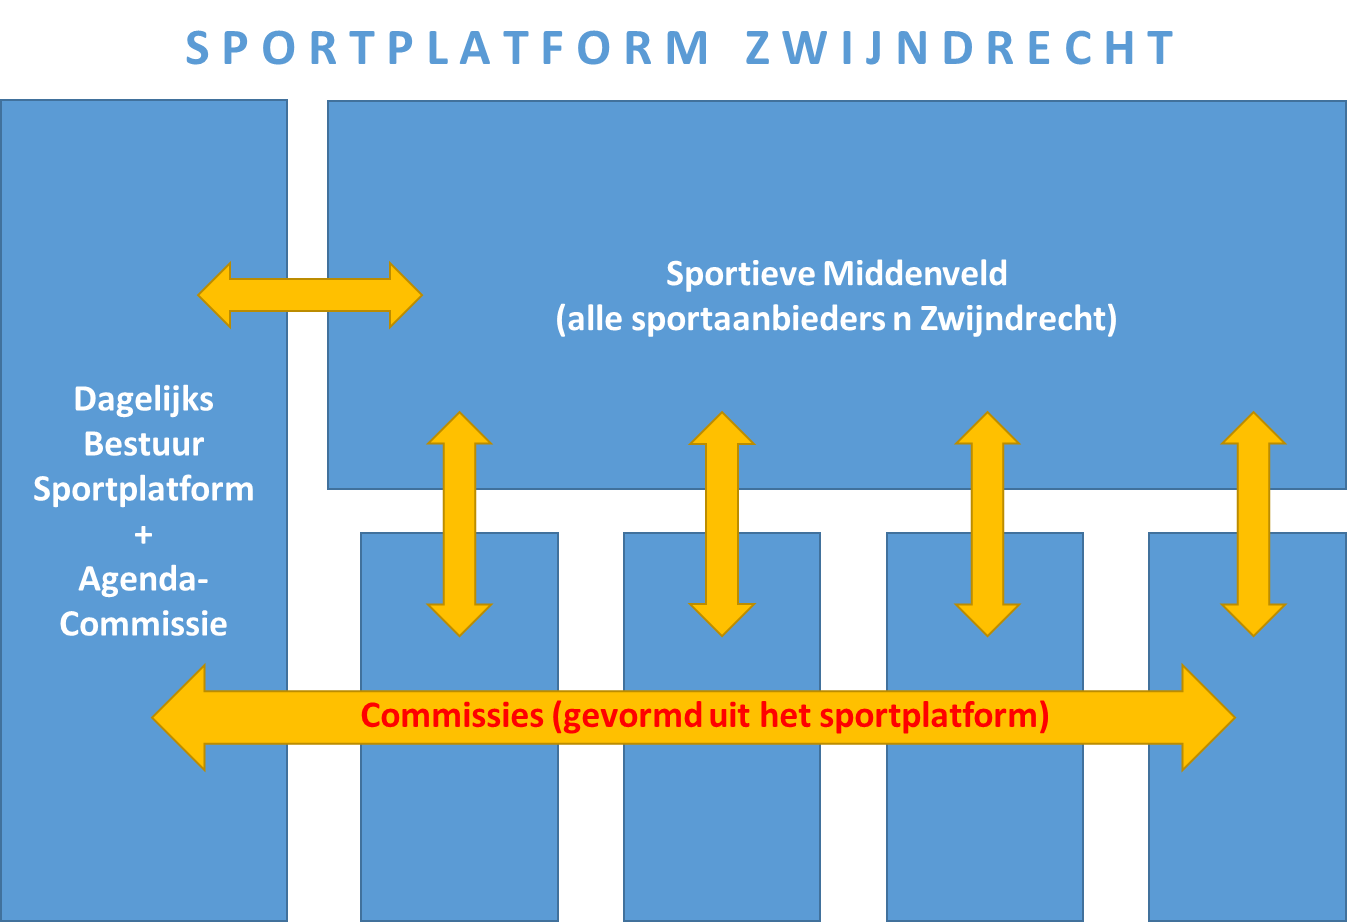 SPORTPLATFORM ZWIJNDRECHT
Sportieve Middenveld
(alle sportaanbieders n Zwijndrecht)
Dagelijks
Bestuur
Sportplatform
+
Agenda-
Commissie
Commissies (gevormd uit het sportplatform)